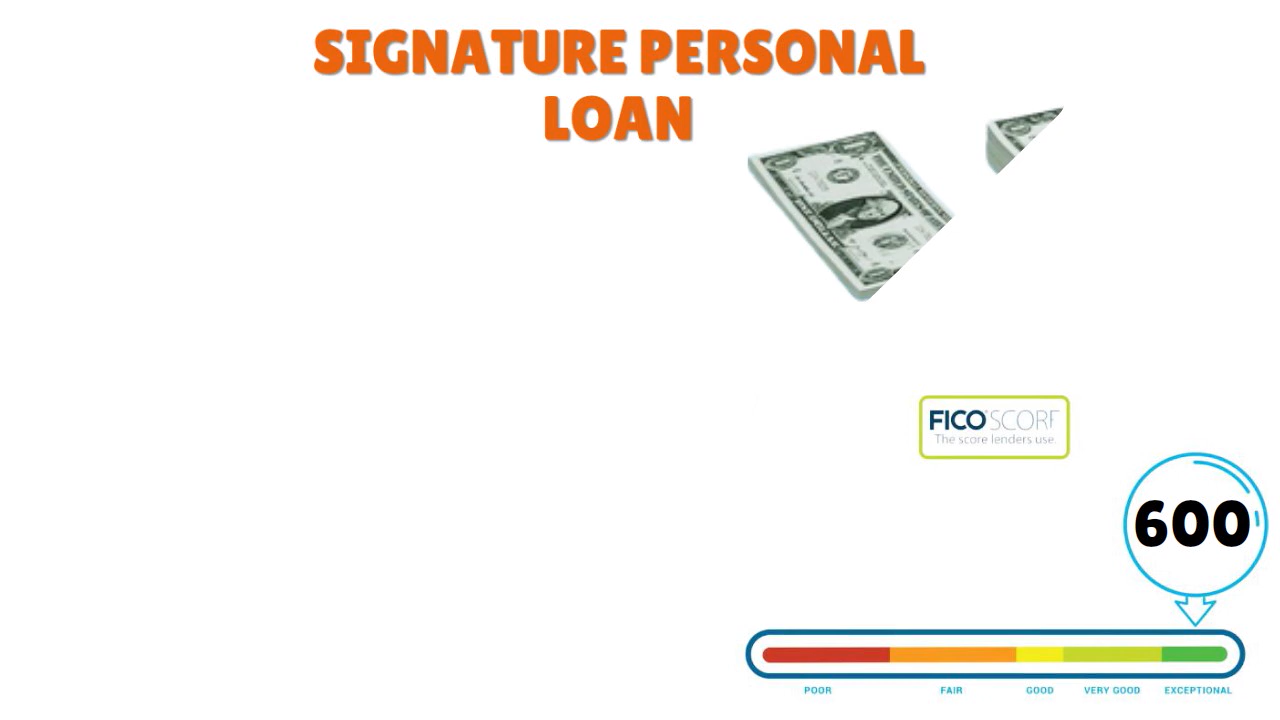 SIGNATURE PERSONAL
LOAN
FICO SCORE
The score lenders use.
600
POOR FAIR GOOD VERY GOOD EXCEPTIONAL